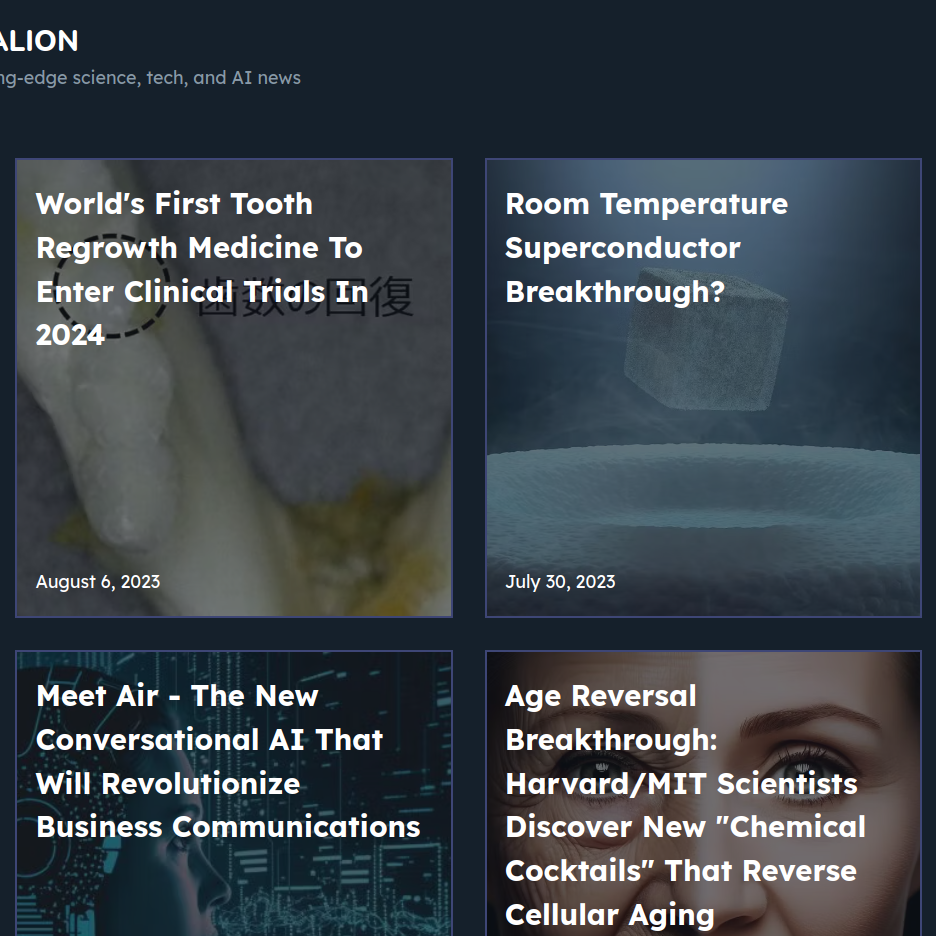 ALION
ng-edge science, tech, and AI news
World's First Tooth
Regrowth Medicine To
Enter Clinical Trials In
2024
歯数の回復
August 6, 2023
Room Temperature
Superconductor
Breakthrough?
July 30, 2023
Meet Air - The New
Conversational AI That
Will Revolutionize
Business Communications
Age Reversal
Breakthrough:
Harvard/MIT Scientists
Discover New "Chemical
Cocktails" That Reverse
Cellular Aging